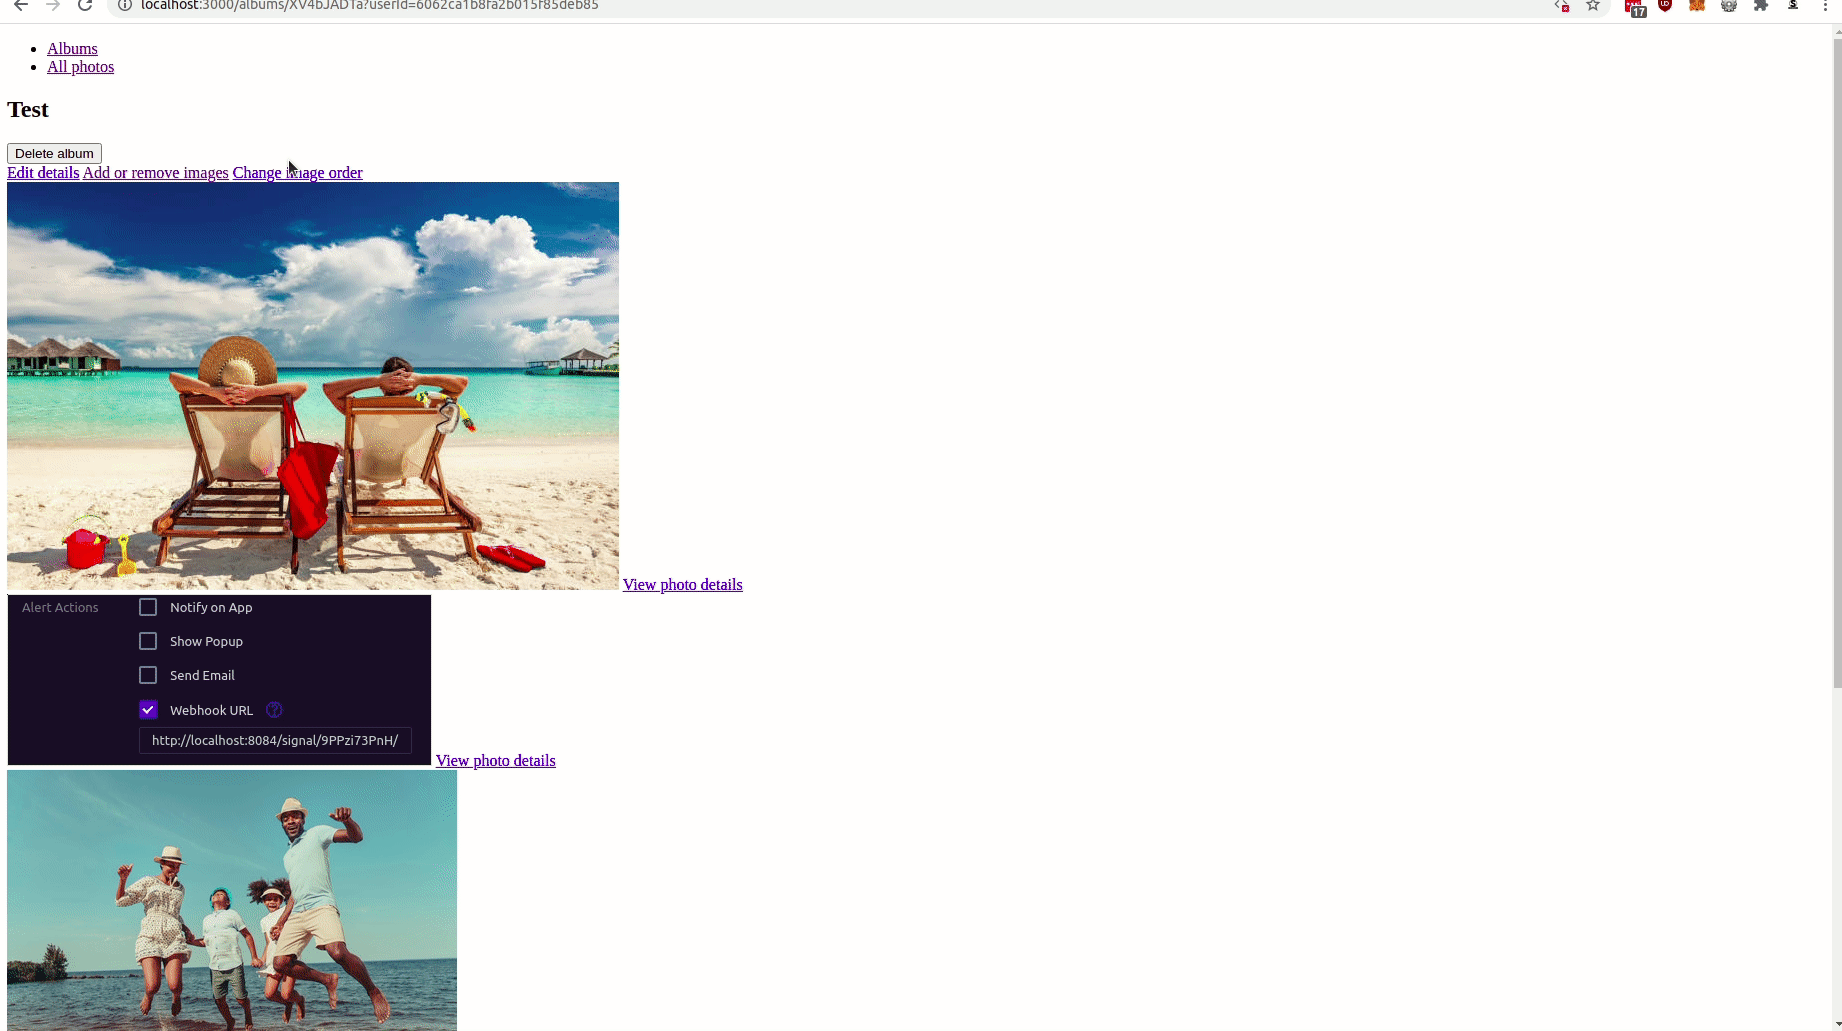 localhost:3000/albums/XV4bJADTa?userId=6062ca1b8fa2b015f85deb85
17
Albums
All photos
Test
Delete album
Edit details Add or remove images Change image order
View photo details
Alert Actions
Notify on App
Show Popup
Send Email
Webhook URL
http://localhost:8084/signal/9PPzi73PnH/
View photo details